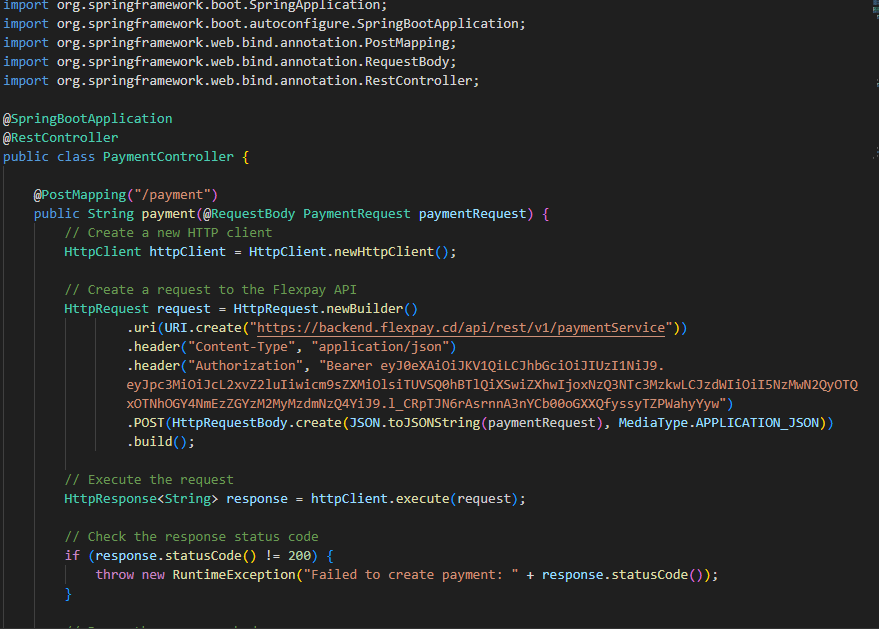 import org.springframework.boot.SpringApplication;
import org.springframework.boot.autoconfigure.SpringBootApplication;
import org.springframework.web.bind.annotation.PostMapping;
import org.springframework.web.bind.annotation.RequestBody;
import org.springframework.web.bind.annotation.RestController;
@SpringBootApplication
@RestController
public class PaymentController {
@PostMapping("/payment")
public String payment(@RequestBody PaymentRequest paymentRequest) {
// Create a new HTTP client
HttpClient httpClient = HttpClient.newHttpClient();
// Create a request to the Flexpay API
HttpRequest request = HttpRequest.newBuilder()
.uri(URI.create("https://backend.flexpay.cd/api/rest/v1/paymentService"))
.header("Content-Type", "application/json")
.header("Authorization", "Bearer eyJ0eXAiOiJKV1QiLCJhbGciOiJIUzI1NiJ9.
eyJpc3MiOiJcL2xvZ2luIiwicm9sZXMiOlsiTUVSQ0hBTlQiXSwiZXhwIjoxNzQ3NTc3MzkwLCJzdWIiOiI5NzMwN2QyOTQ
xOTNhOGY4NmEzZGYzM2MyMzdmNzQ4YiJ9.l_CRpTJN6rAsrnnA3nYCb00oGXXQfyssyTZPWahyYyw")
.POST(HttpRequestBody.create(JSON.toJSONString(paymentRequest), MediaType.APPLICATION_JSON))
.build();
// Execute the request
HttpResponse<String> response = httpClient.execute(request);
// Check the response status code
if (response.statusCode() != 200) {
throw new RuntimeException("Failed to create payment: " + response.statusCode());
}